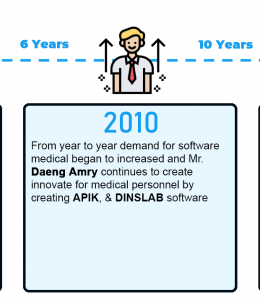 6 Years
10 Years
2010
From year to year demand for software
medical began to increased and Mr.
Daeng Amry continues to create
innovate for medical personnel by
creating APIK, & DINSLAB software